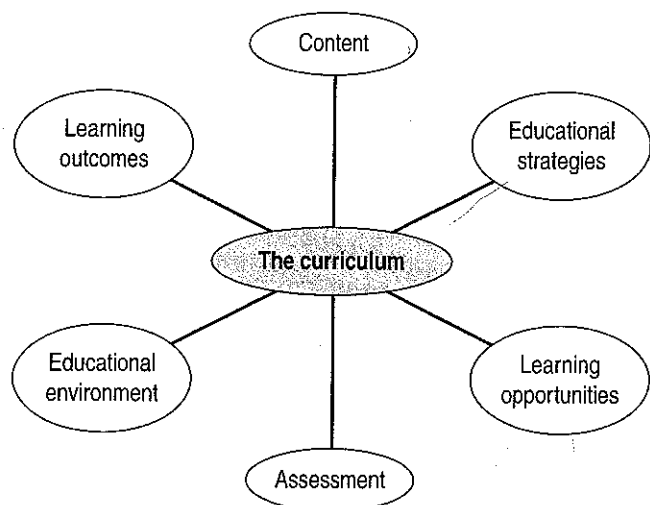 Content
Learning
outcomes
Educational
strategies
The curriculum
Educational
environment
Learning
opportunities
Assessment